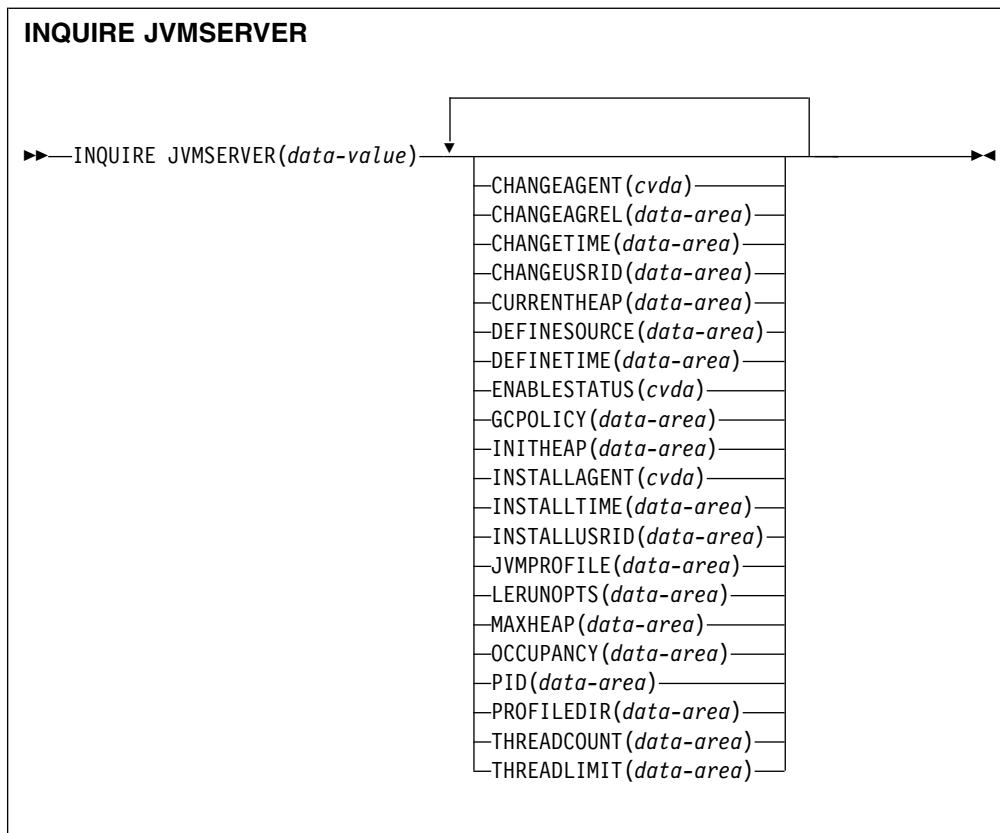 INQUIRE JVMSERVER
INQUIRE JVMSERVER(data-value)
CHANGEAGENT(cvda)
CHANGEAGREL(data-area)
CHANGETIME(data-area)
CHANGEUSRID(data-area)
CURRENTHEAP(data-area)
DEFINESOURCE(data-area)
DEFINETIME(data-area)
ENABLESTATUS(cvda)
GCPOLICY(data-area)
INITHEAP(data-area)
INSTALLAGENT(cvda)
INSTALLTIME(data-area)
INSTALLUSRID(data-area)
JVMPROFILE(data-area)
LERUNOPTS(data-area)
MAXHEAP(data-area)
OCCUPANCY(data-area)
PID(data-area)
PROFILEDIR(data-area)
THREADCOUNT(data-area)
THREADLIMIT(data-area)